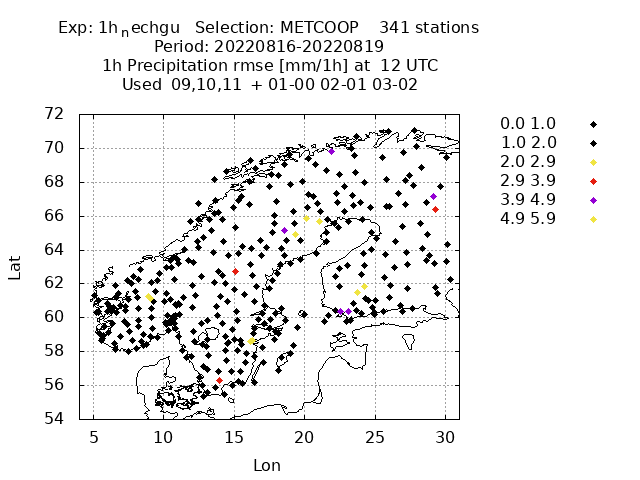 Exp: 1h n echgu   Selection: METCOOP    341 stations
Period: 20220816-20220819
1h Precipitation rmse [mm/1h] at  12 UTC
Used  09,10,11  + 01-00 02-01 03-02
72
70
68
66
64
62
60
58
56
54
Lat
5 10 15 20 25 30
Lon
0.0 1.0
1.0 2.0
2.0 2.9
2.9 3.9
3.9 4.9
4.9 5.9